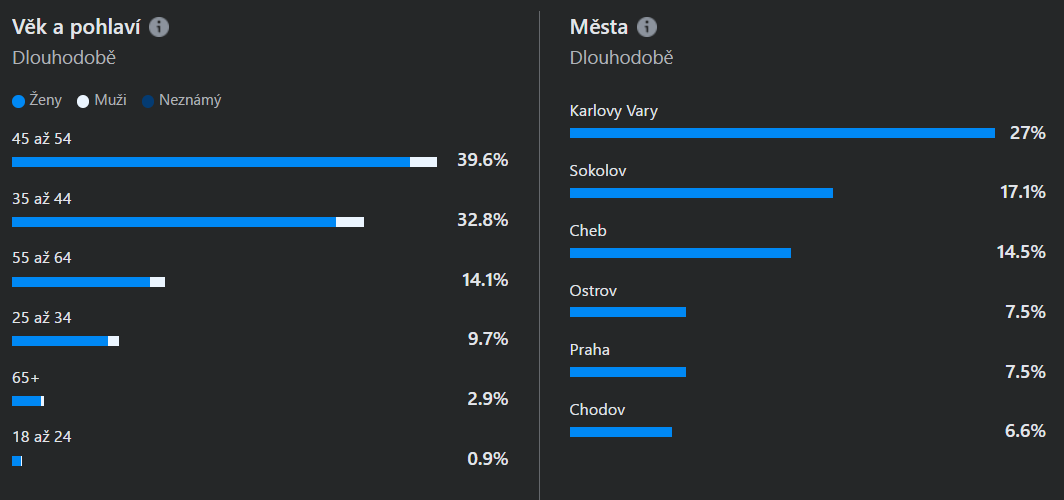 Věk a pohlaví
Dlouhodobě
Ženy Muži Neznámý
45 až 54
39.6%
35 až 44
32.8%
55 až 64
14.1%
25 až 34
9.7%
65+
2.9%
18 až 24
0.9%
Města
Dlouhodobě
Karlovy Vary
27%
Sokolov
17.1%
Cheb
14.5%
Ostrov
7.5%
Praha
7.5%
Chodov
6.6%